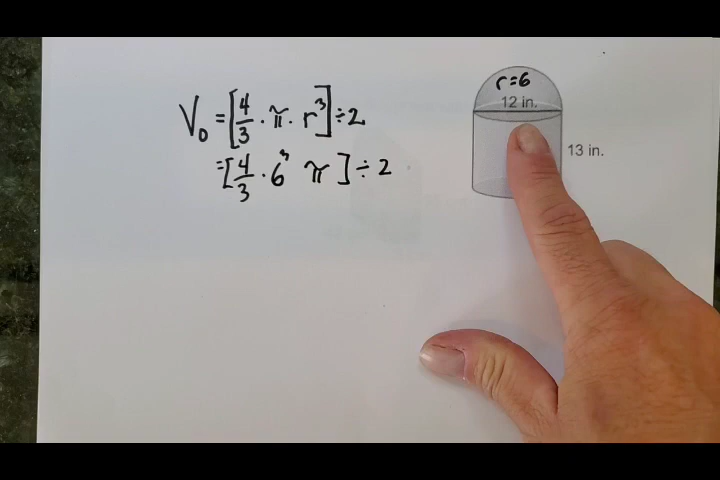 V₀ = [4/3 · π · r³] ÷ 2
= [4/3 · 6³ π] ÷ 2
r=6
12 in.
13 in.